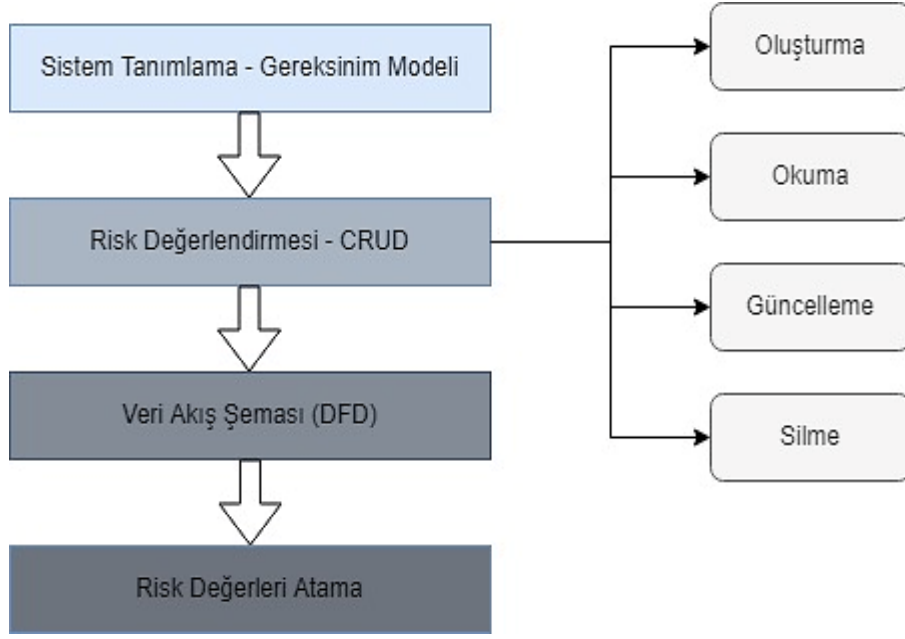 Sistem Tanımlama - Gereksinim Modeli
Risk Değerlendirmesi - CRUD
Veri Akış Şeması (DFD)
Risk Değerleri Atama
Oluşturma
Okuma
Güncelleme
Silme